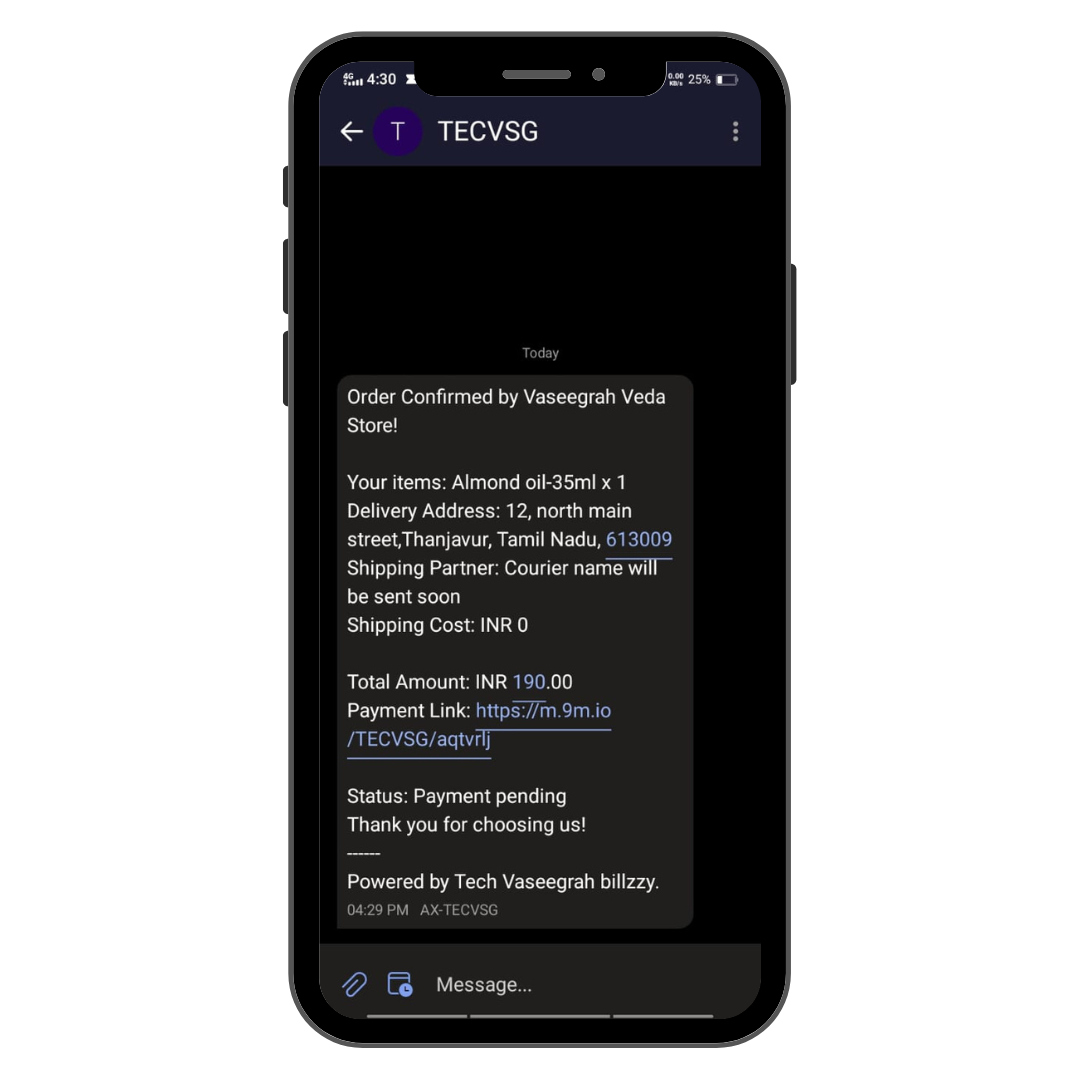 4G 4:30 0.00 KB/s 25%
T TECVSG
Today
Order Confirmed by Vaseegrah Veda
Store!
Your items: Almond oil-35ml x 1
Delivery Address: 12, north main
street,Thanjavur, Tamil Nadu, 613009
Shipping Partner: Courier name will
be sent soon
Shipping Cost: INR 0
Total Amount: INR 190.00
Payment Link: https://m.9m.io
/TECVSG/aqtvrlj
Status: Payment pending
Thank you for choosing us!
------
Powered by Tech Vaseegrah billzzy.
04:29 PM AX-TECVSG
Message...